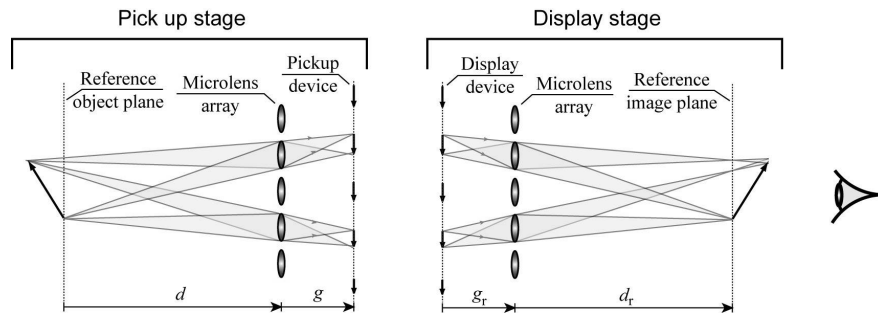 Pick up stage
Display stage
Reference
object plane
Microlens
array
Pickup
device
Display
device
Microlens
array
Reference
image plane
d
g
gr
dr